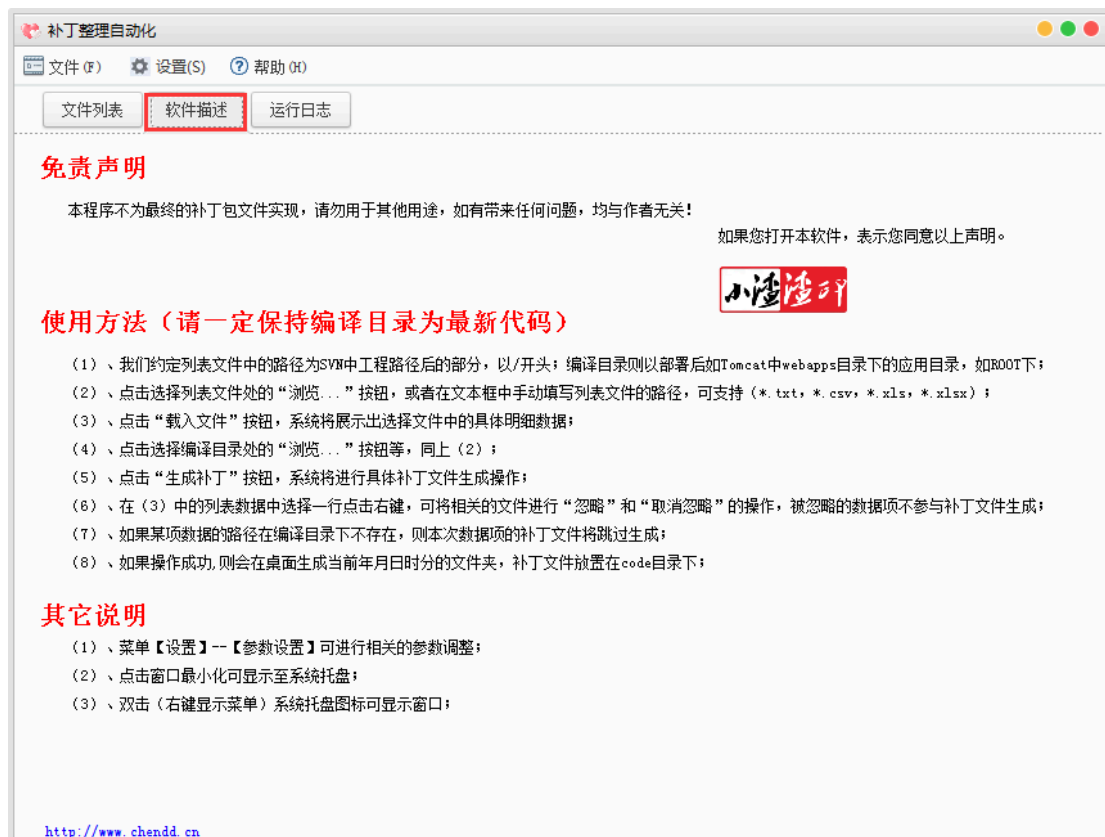 补丁整理自动化
文件(F) 设置(S) 帮助(H)
文件列表 软件描述 运行日志
免责声明
本程序不为最终的补丁包文件实现，请勿用于其他用途，如有带来任何问题，均与作者无关！
如果您打开本软件，表示您同意以上声明。
小渣渣印
使用方法（请一定保持编译目录为最新代码）
（1）、我们约定列表文件中的路径为SVN中工程路径后的部分，以/开头；编译目录则以部署后如Tomcat中webapps目录下的应用目录，如ROOT下；
（2）、点击选择列表文件处的“浏览...”按钮，或者在文本框中手动填写列表文件的路径，可支持（*.txt，*.csv，*.xls，*.xlsx）；
（3）、点击“载入文件”按钮，系统将展示出选择文件中的具体明细数据；
（4）、点击选择编译目录处的“浏览...”按钮等，同上（2）；
（5）、点击“生成补丁”按钮，系统将进行具体补丁文件生成操作；
（6）、在（3）中的列表数据中选择一行点击右键，可将相关的文件进行“忽略”和“取消忽略”的操作，被忽略的数据项不参与补丁文件生成；
（7）、如果某项数据的路径在编译目录下不存在，则本次数据项的补丁文件将跳过生成；
（8）、如果操作成功,则会在桌面生成当前年月日时分的文件夹，补丁文件放置在code目录下；
其它说明
（1）、菜单【设置】--【参数设置】可进行相关的参数调整；
（2）、点击窗口最小化可显示至系统托盘；
（3）、双击（右键显示菜单）系统托盘图标可显示窗口；
http://www.chendd.cn